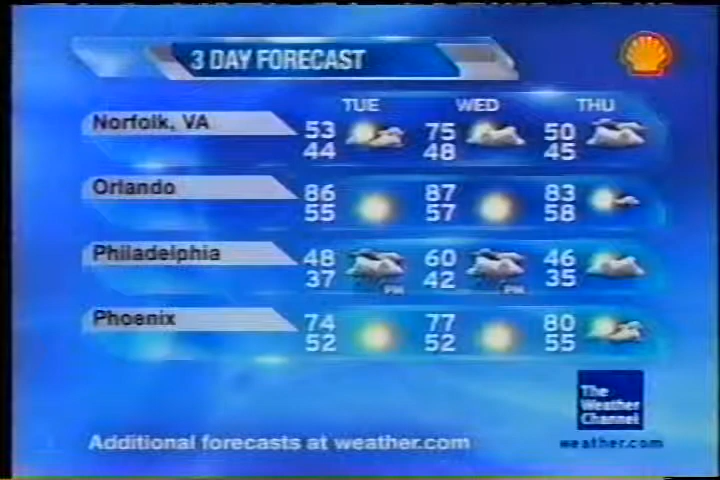 3 DAY FORECAST
TUE WED THU
Norfolk, VA 53 75 50
44 48 45
Orlando 86 87 83
55 57 58
Philadelphia 48 60 46
37 PM 42 PM 35
Phoenix 74 77 80
52 52 55
The
Weather
Channel
Additional forecasts at weather.com
weather.com